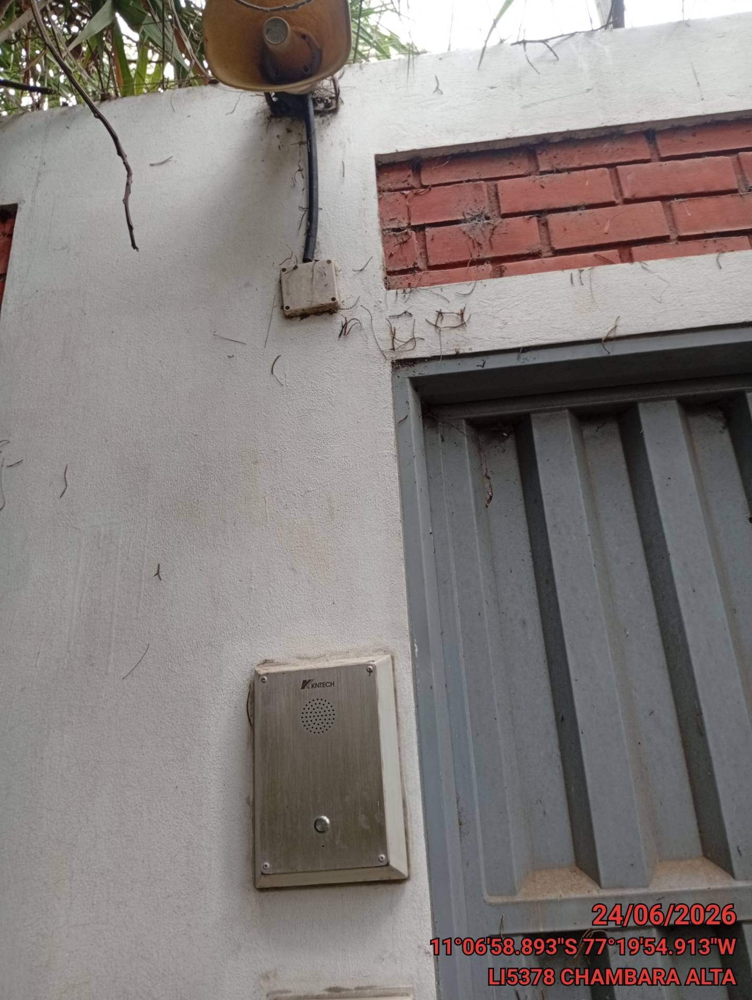 KNTECH
24/06/2026
11°06'58.893"S 77°19'54.913"W
LI5378 CHAMBARA ALTA